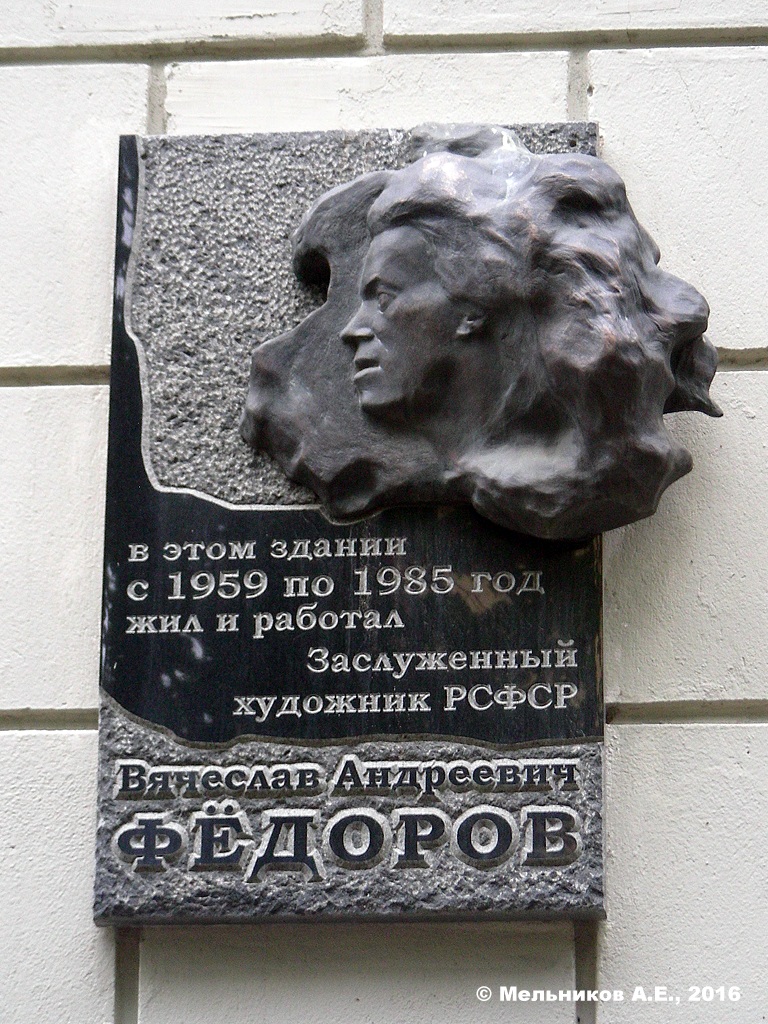 в этом здании
с 1959 по 1985 год
жил и работал
Заслуженный
художник РСФСР
Вячеслав Андреевич
ФЁДОРОВ
© Мельников А.Е., 2016